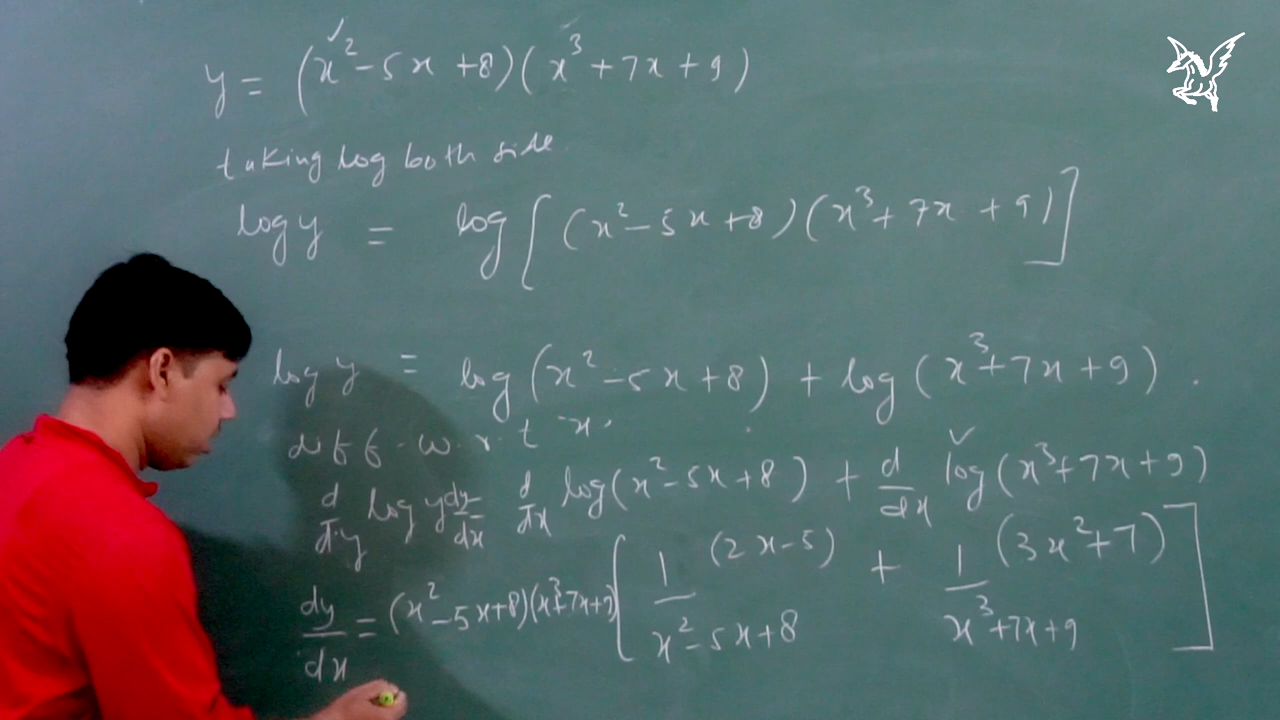 y = (x² - 5x + 8)(x³ + 7x + 9)
taking log both side
log y = log[(x² - 5x + 8)(x³ + 7x + 9)]
log y = log(x² - 5x + 8) + log(x³ + 7x + 9).
diff. w.r.t x.
d/dy log y dy/dx = d/dx log(x² - 5x + 8) + d/dx log(x³ + 7x + 9)
dy/dx = (x² - 5x + 8)(x³ + 7x + 9)[1/(x² - 5x + 8) (2x - 5) + 1/(x³ + 7x + 9) (3x² + 7)]